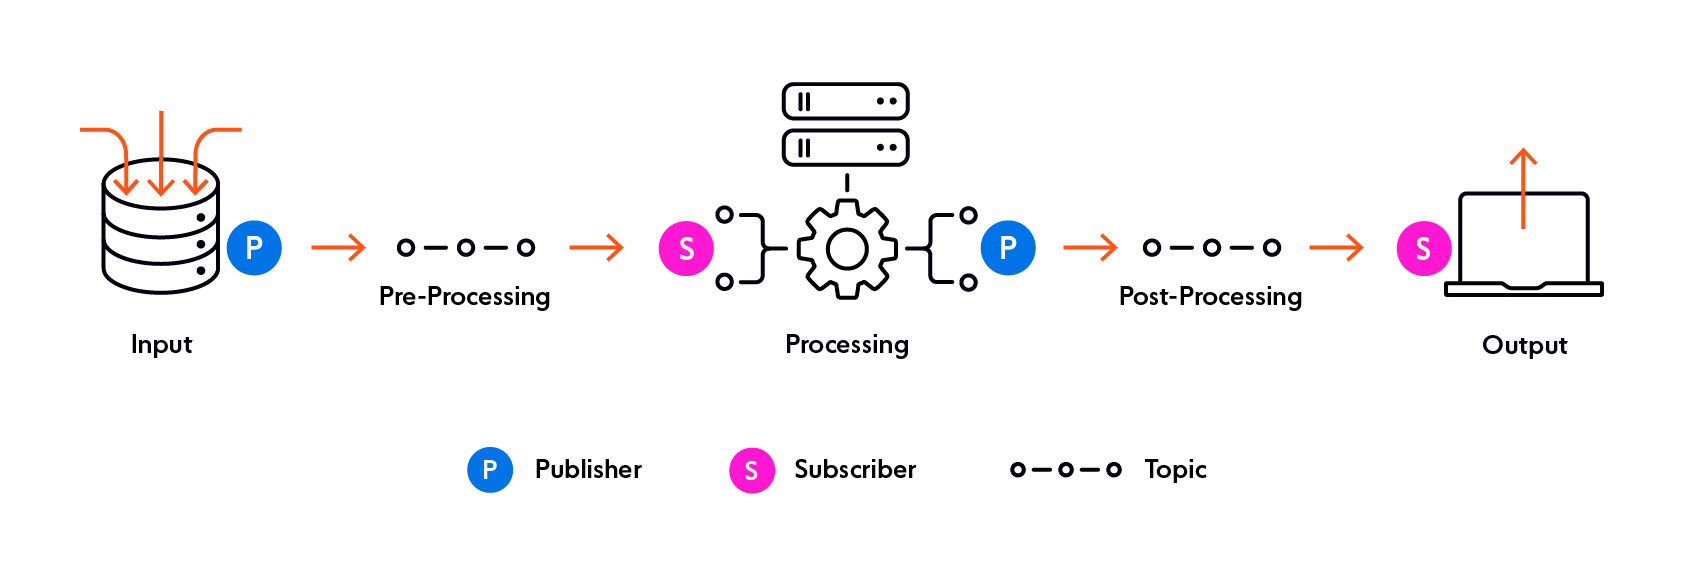 P
S
P
S
Pre-Processing
Post-Processing
Input
Processing
Output
P Publisher
S Subscriber
Topic